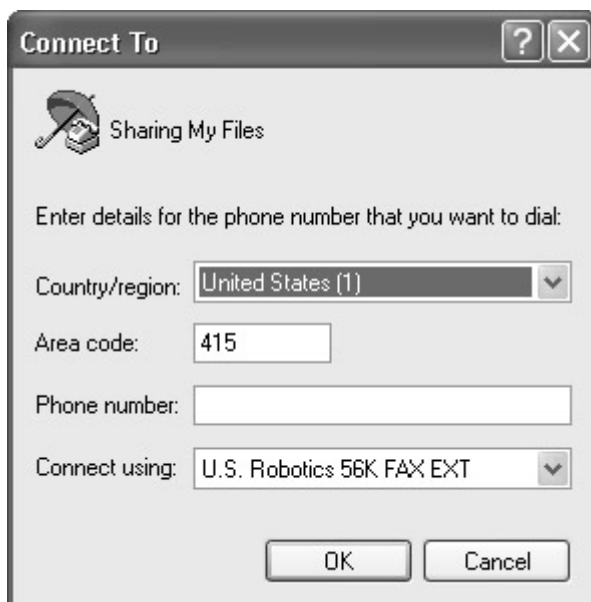 Connect To
Sharing My Files
Enter details for the phone number that you want to dial:
Country/region: United States (1)
Area code: 415
Phone number:
Connect using: U.S. Robotics 56K FAX EXT
OK Cancel